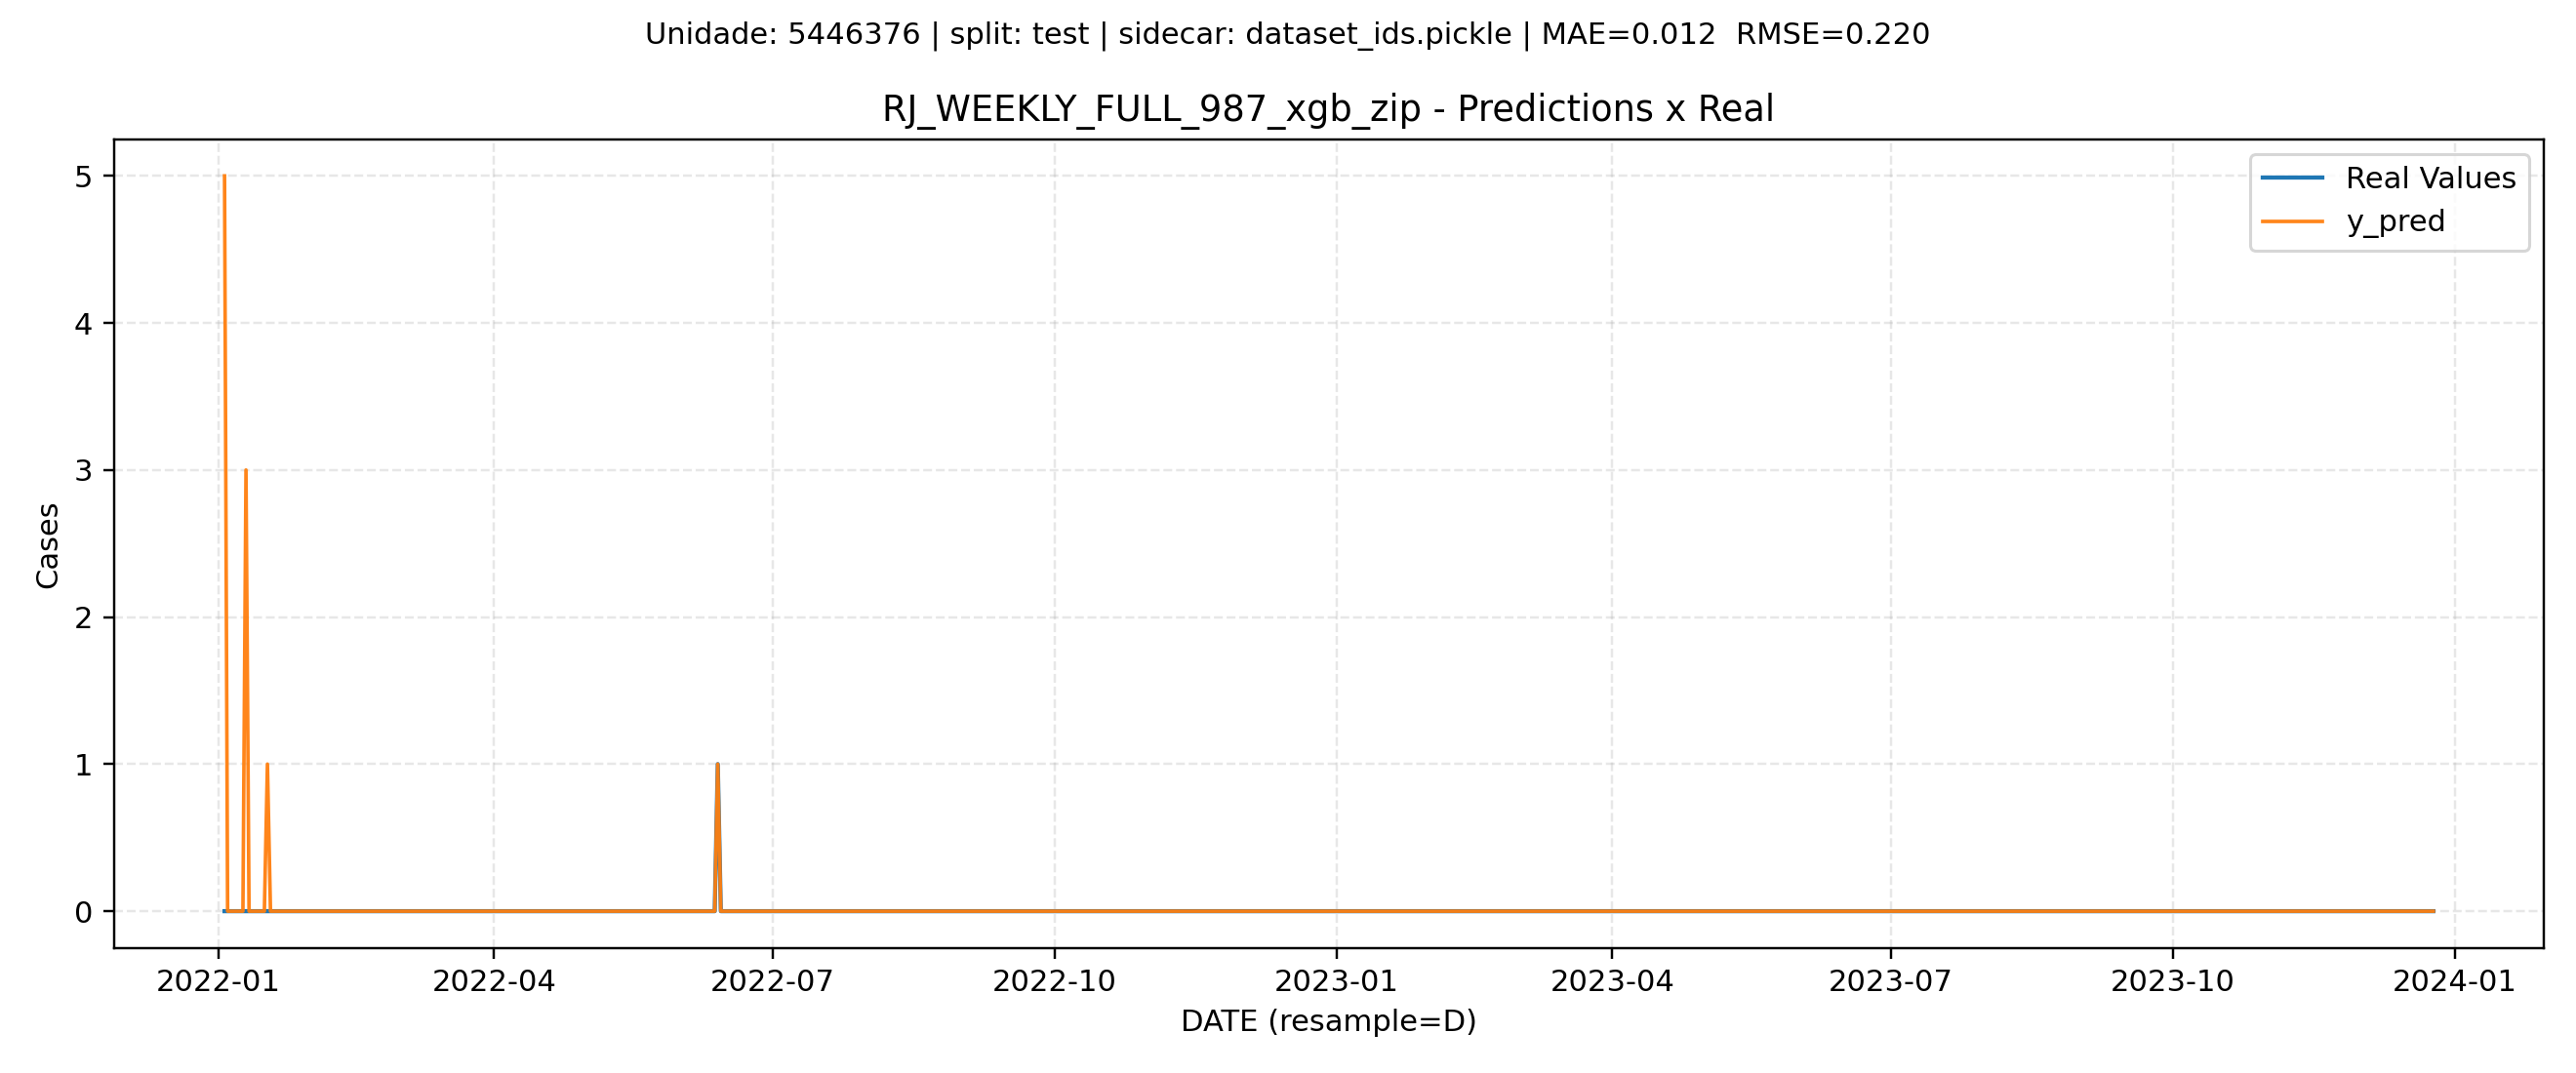 Unidade: 5446376 | split: test | sidecar: dataset_ids.pickle | MAE=0.012  RMSE=0.220
RJ_WEEKLY_FULL_987_xgb_zip - Predictions x Real
Real Values
y_pred
5
4
3
2
1
0
Cases
2022-01
2022-04
2022-07
2022-10
2023-01
2023-04
2023-07
2023-10
2024-01
DATE (resample=D)